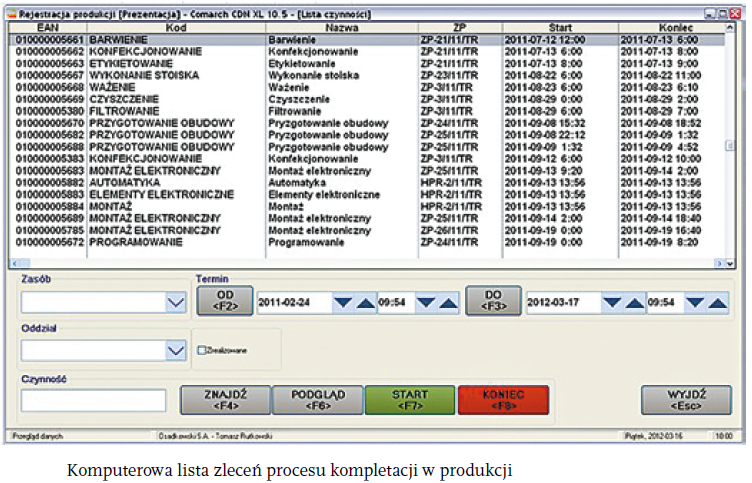 Rejestracja produkcji [Prezentacja] - Comarch CDN XL 10.5 - [Lista czynności]
EAN Kod Nazwa ZP Start Koniec
010000005661 BARWIENIE Barwienie ZP-21/11/TR 2011-07-12 12:00 2011-07-13 6:00
010000005662 KONFEKCJONOWANIE Konfekcjonowanie ZP-21/11/TR 2011-07-13 6:00 2011-07-13 8:00
010000005663 ETYKIETOWANIE Etykietowanie ZP-21/11/TR 2011-07-13 8:00 2011-07-13 9:00
010000005667 WYKONANIE STOISKA Wykonanie stoiska ZP-23/11/TR 2011-08-22 6:00 2011-08-22 11:00
010000005668 WAŻENIE Ważenie ZP-3/11/TR 2011-08-23 6:00 2011-08-23 6:10
010000005669 CZYSZCZENIE Czyszczenie ZP-3/11/TR 2011-08-29 0:00 2011-08-29 2:00
010000005380 FILTROWANIE Filtrowanie ZP-3/11/TR 2011-08-29 6:00 2011-08-29 7:00
010000005670 PRZYGOTOWANIE OBUDOWY Pryzgotowanie obudowy ZP-24/11/TR 2011-09-08 15:32 2011-09-08 18:52
010000005682 PRZYGOTOWANIE OBUDOWY Pryzgotowanie obudowy ZP-25/11/TR 2011-09-08 22:12 2011-09-09 1:32
010000005688 PRZYGOTOWANIE OBUDOWY Pryzgotowanie obudowy ZP-25/11/TR 2011-09-09 1:32 2011-09-09 4:52
010000005383 KONFEKCJONOWANIE Konfekcjonowanie ZP-3/11/TR 2011-09-12 6:00 2011-09-12 10:00
010000005683 MONTAŻ ELEKTRONICZNY Montaż elektroniczny ZP-25/11/TR 2011-09-13 9:20 2011-09-14 2:00
010000005882 AUTOMATYKA Automatyka HPR-2/11/TR 2011-09-13 13:56 2011-09-13 13:56
010000005883 ELEMENTY ELEKTRONICZNE Elementy elektroniczne HPR-2/11/TR 2011-09-13 13:56 2011-09-13 13:56
010000005884 MONTAŻ Montaż HPR-2/11/TR 2011-09-13 13:56 2011-09-13 13:56
010000005689 MONTAŻ ELEKTRONICZNY Montaż elektroniczny ZP-25/11/TR 2011-09-14 2:00 2011-09-14 18:40
010000005785 MONTAŻ ELEKTRONICZNY Montaż elektroniczny ZP-26/11/TR 2011-09-19 0:00 2011-09-19 16:40
010000005672 PROGRAMOWANIE Programowanie ZP-24/11/TR 2011-09-19 0:00 2011-09-19 8:20
Zasób Termin
OD <F2> 2011-02-24 09:54 DO <F3> 2012-03-17 09:54
Oddział
Zrealizowane
Czynność
ZNAJDŹ PODGLĄD START KONIEC WYJDŹ
<F4> <F6> <F7> <F8> <Esc>
Przegląd danych Osadkowski S.A. - Tomasz Rutkowski Piątek, 2012-03-16 10:00
Komputerowa lista zleceń procesu kompletacji w produkcji